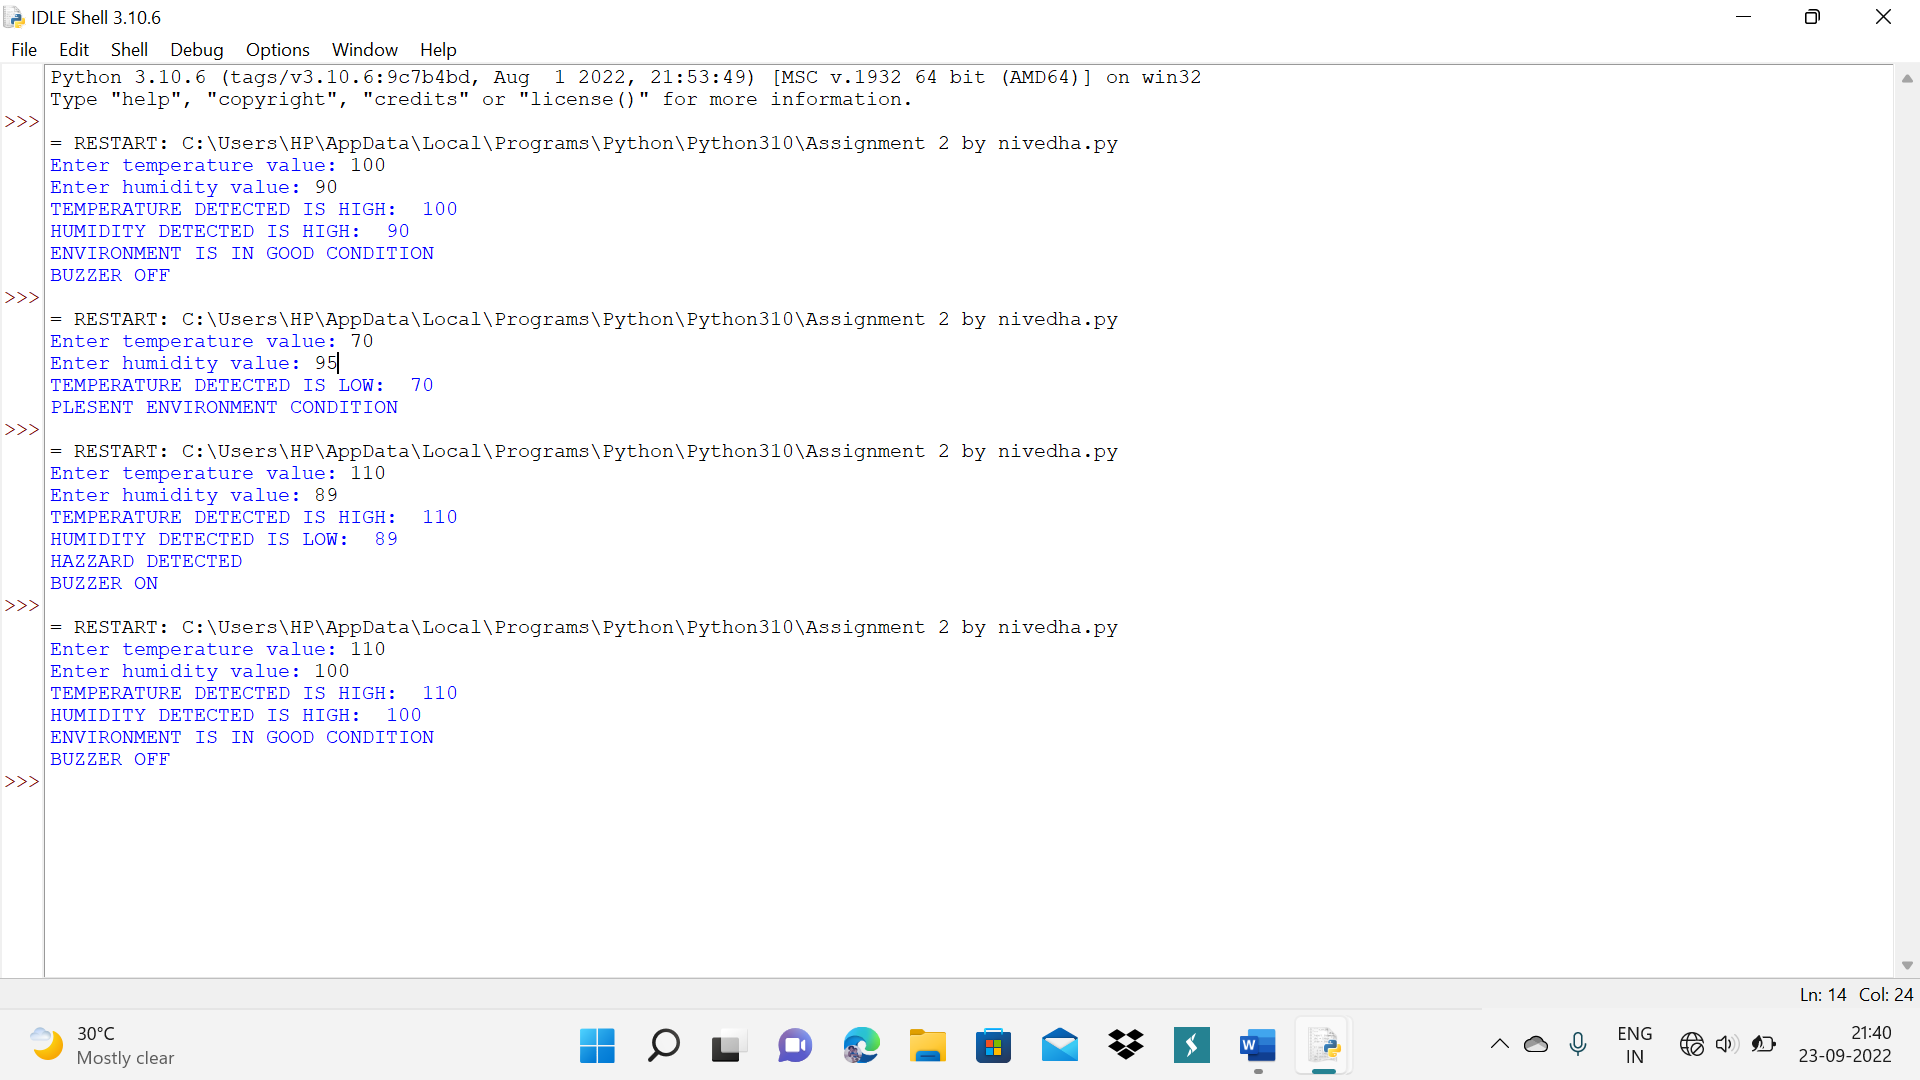 IDLE Shell 3.10.6
File Edit Shell Debug Options Window Help
Python 3.10.6 (tags/v3.10.6:9c7b4bd, Aug  1 2022, 21:53:49) [MSC v.1932 64 bit (AMD64)] on win32
Type "help", "copyright", "credits" or "license()" for more information.
>>>
= RESTART: C:\Users\HP\AppData\Local\Programs\Python\Python310\Assignment 2 by nivedha.py
Enter temperature value: 100
Enter humidity value: 90
TEMPERATURE DETECTED IS HIGH:  100
HUMIDITY DETECTED IS HIGH:  90
ENVIRONMENT IS IN GOOD CONDITION
BUZZER OFF
>>>
= RESTART: C:\Users\HP\AppData\Local\Programs\Python\Python310\Assignment 2 by nivedha.py
Enter temperature value: 70
Enter humidity value: 95
TEMPERATURE DETECTED IS LOW:  70
PLESENT ENVIRONMENT CONDITION
>>>
= RESTART: C:\Users\HP\AppData\Local\Programs\Python\Python310\Assignment 2 by nivedha.py
Enter temperature value: 110
Enter humidity value: 89
TEMPERATURE DETECTED IS HIGH:  110
HUMIDITY DETECTED IS LOW:  89
HAZZARD DETECTED
BUZZER ON
>>>
= RESTART: C:\Users\HP\AppData\Local\Programs\Python\Python310\Assignment 2 by nivedha.py
Enter temperature value: 110
Enter humidity value: 100
TEMPERATURE DETECTED IS HIGH:  110
HUMIDITY DETECTED IS HIGH:  100
ENVIRONMENT IS IN GOOD CONDITION
BUZZER OFF
>>>
Ln: 14 Col: 24
30°C
Mostly clear
W
ENG
IN
21:40
23-09-2022